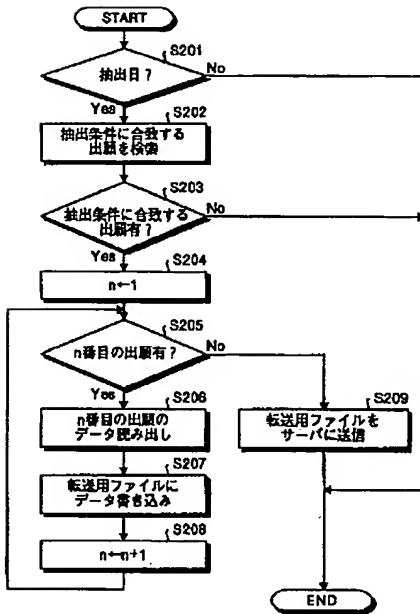 START
S201
抽出日?
No
Yes
S202
抽出条件に合致する
出願を検索
S203
抽出条件に合致する
出願有?
No
Yes
S204
n←1
S205
n番目の出願有?
No
Yes
S206
n番目の出願の
データ読み出し
S209
転送用ファイルを
サーバに送信
S207
転送用ファイルに
データ書き込み
S208
n←n+1
END